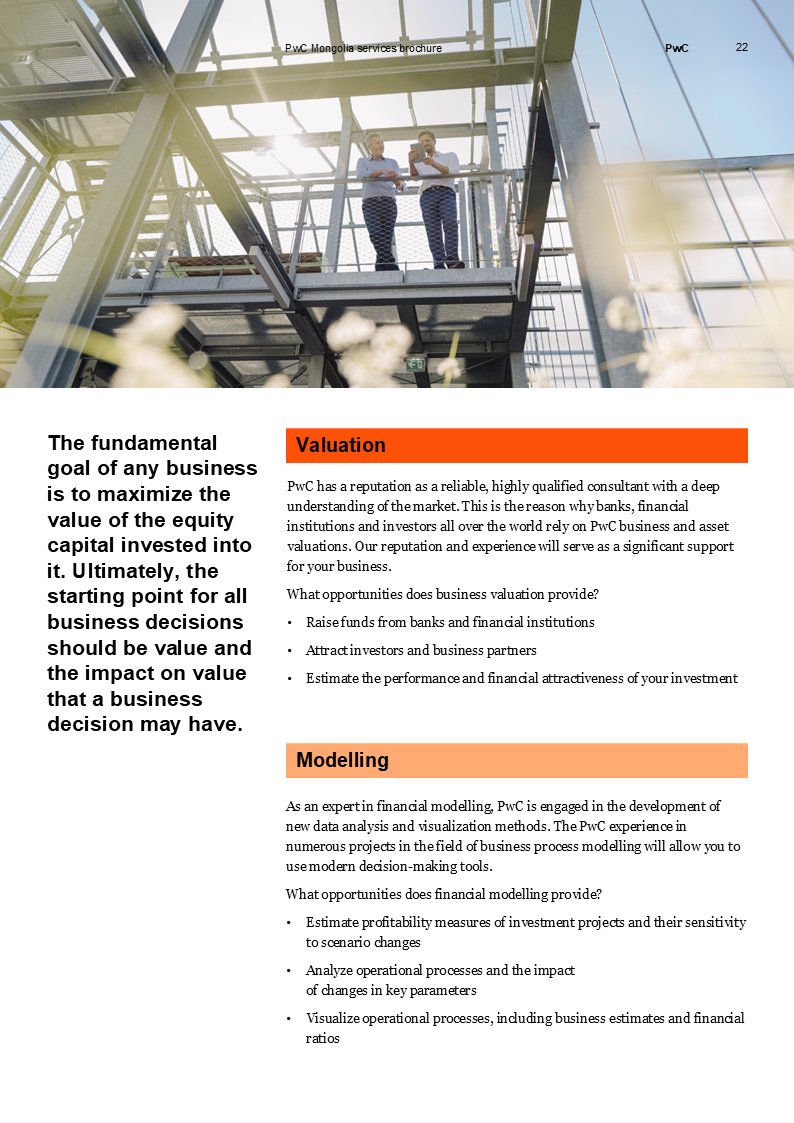 PwC Mongolia services brochure
PwC
22
The fundamental
goal of any business
is to maximize the
value of the equity
capital invested into
it. Ultimately, the
starting point for all
business decisions
should be value and
the impact on value
that a business
decision may have.
Valuation
PwC has a reputation as a reliable, highly qualified consultant with a deep
understanding of the market. This is the reason why banks, financial
institutions and investors all over the world rely on PwC business and asset
valuations. Our reputation and experience will serve as a significant support
for your business.
What opportunities does business valuation provide?
• Raise funds from banks and financial institutions
• Attract investors and business partners
• Estimate the performance and financial attractiveness of your investment
Modelling
As an expert in financial modelling, PwC is engaged in the development of
new data analysis and visualization methods. The PwC experience in
numerous projects in the field of business process modelling will allow you to
use modern decision-making tools.
What opportunities does financial modelling provide?
• Estimate profitability measures of investment projects and their sensitivity
to scenario changes
• Analyze operational processes and the impact
of changes in key parameters
• Visualize operational processes, including business estimates and financial
ratios